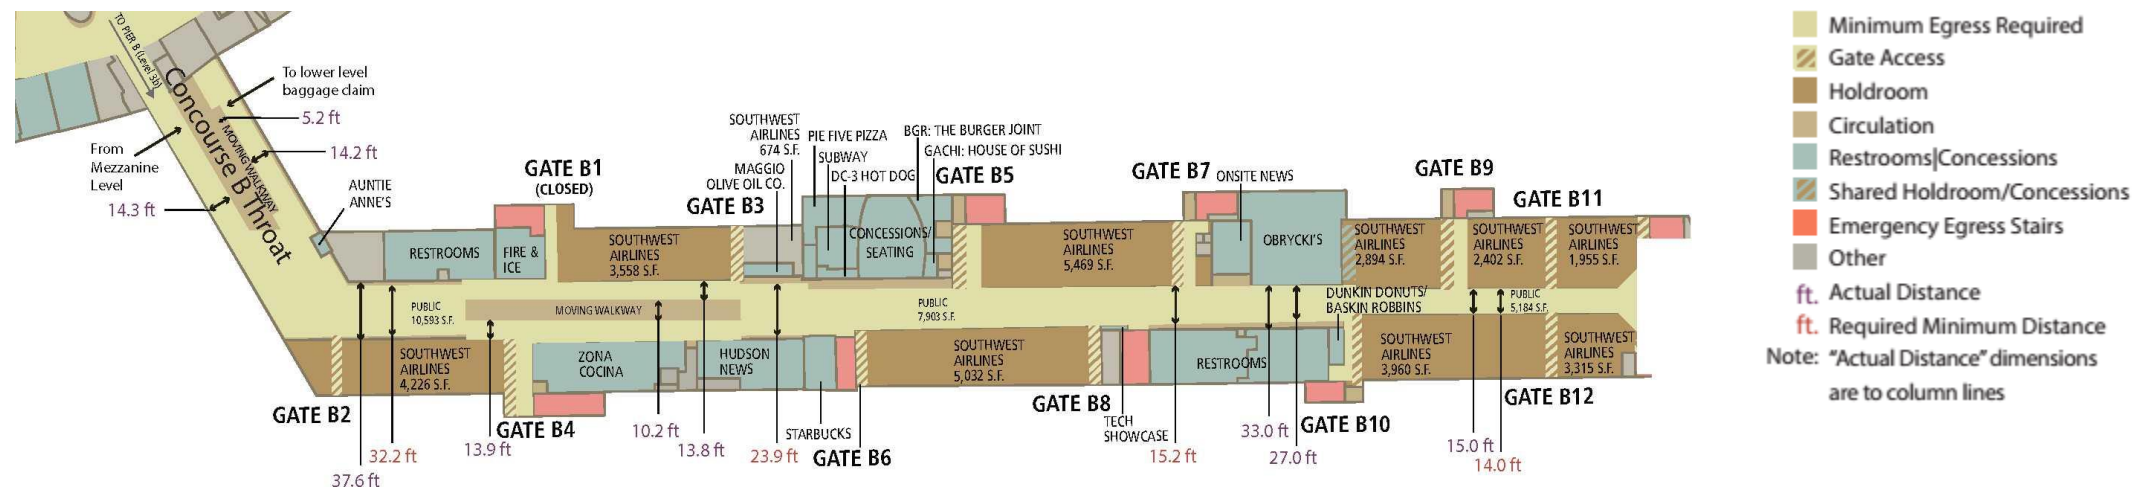 TO PIER B (Level 3b)
Concourse B Throat
MOVING WALKWAY
To lower level
baggage claim
5.2 ft
14.2 ft
From
Mezzanine
Level
14.3 ft
AUNTIE
ANNE'S
RESTROOMS
FIRE &
ICE
GATE B1
(CLOSED)
SOUTHWEST
AIRLINES
3,558 S.F.
GATE B3
SOUTHWEST
AIRLINES
674 S.F.
MAGGIO
OLIVE OIL CO.
PIE FIVE PIZZA
SUBWAY
DC-3 HOT DOG
BGR: THE BURGER JOINT
GACHI: HOUSE OF SUSHI
CONCESSIONS/
SEATING
GATE B5
SOUTHWEST
AIRLINES
5,469 S.F.
GATE B7
ONSITE NEWS
OBRYCKI'S
SOUTHWEST
AIRLINES
2,894 S.F.
GATE B9
SOUTHWEST
AIRLINES
2,402 S.F.
GATE B11
SOUTHWEST
AIRLINES
1,955 S.F.
PUBLIC
10,593 S.F.
MOVING WALKWAY
PUBLIC
7,903 S.F.
DUNKIN DONUTS/
BASKIN ROBBINS
PUBLIC
5,184 S.F.
GATE B2
SOUTHWEST
AIRLINES
4,226 S.F.
GATE B4
ZONA
COCINA
HUDSON
NEWS
STARBUCKS
GATE B6
SOUTHWEST
AIRLINES
5,032 S.F.
GATE B8
TECH
SHOWCASE
RESTROOMS
GATE B10
SOUTHWEST
AIRLINES
3,960 S.F.
GATE B12
SOUTHWEST
AIRLINES
3,315 S.F.
37.6 ft
32.2 ft
13.9 ft
10.2 ft
13.8 ft
23.9 ft
15.2 ft
33.0 ft
27.0 ft
15.0 ft
14.0 ft
Minimum Egress Required
Gate Access
Holdroom
Circulation
Restrooms|Concessions
Shared Holdroom/Concessions
Emergency Egress Stairs
Other
ft. Actual Distance
ft. Required Minimum Distance
Note: "Actual Distance" dimensions
are to column lines